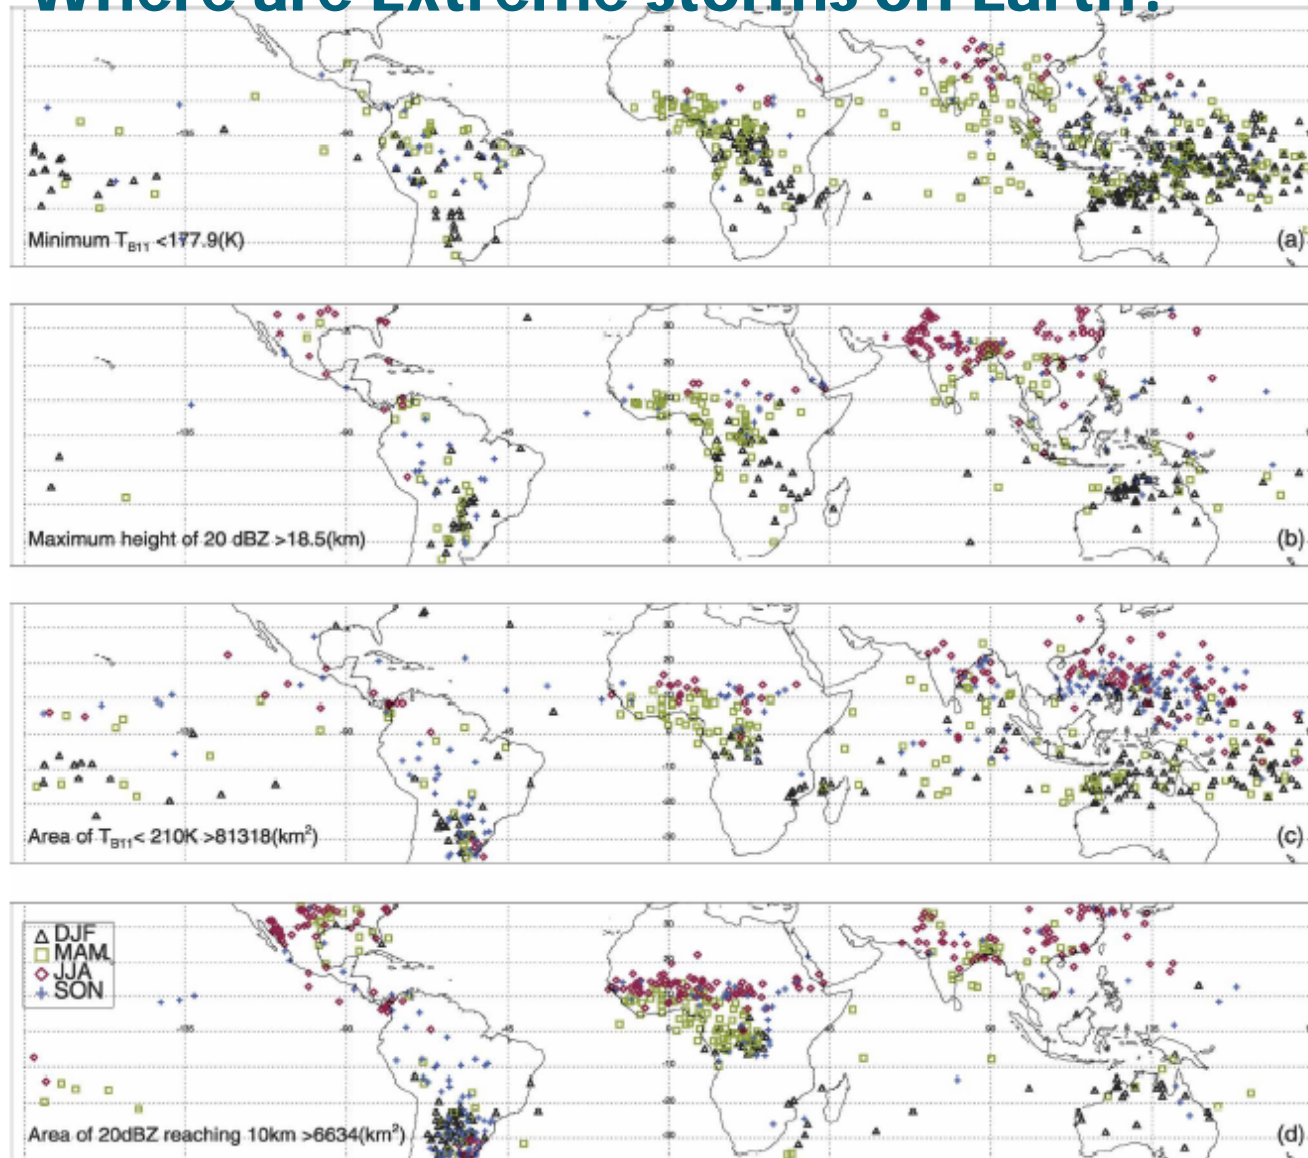 Where are Extreme storms on Earth?
Minimum T_B11 <177.9(K)
(a)
Maximum height of 20 dBZ >18.5(km)
(b)
Area of T_B11< 210K >81318(km²)
(c)
DJF
MAM
JJA
SON
Area of 20dBZ reaching 10km >6634(km²)
(d)